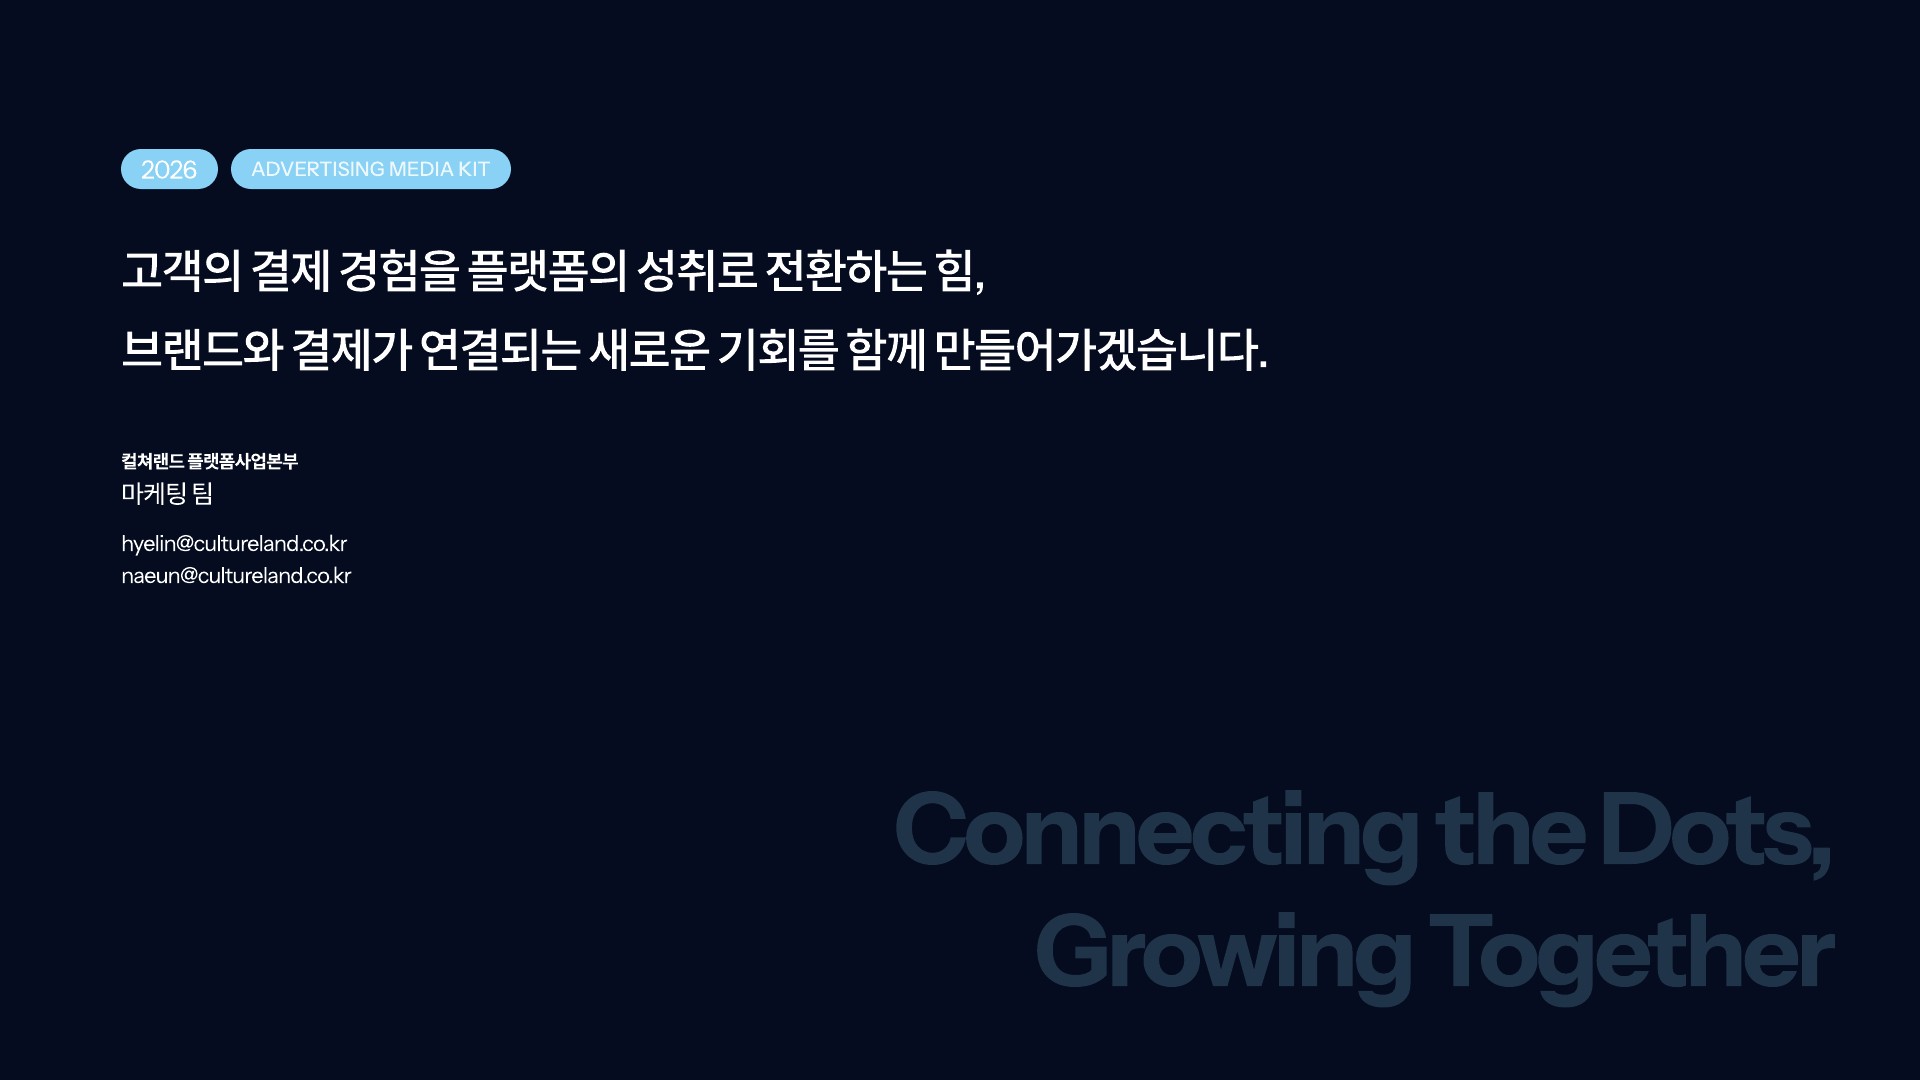 2026 ADVERTISING MEDIA KIT
고객의 결제 경험을 플랫폼의 성취로 전환하는 힘,
브랜드와 결제가 연결되는 새로운 기회를 함께 만들어가겠습니다.
컬쳐랜드 플랫폼사업본부
마케팅 팀
hyelin@cultureland.co.kr
naeun@cultureland.co.kr
Connecting the Dots,
Growing Together